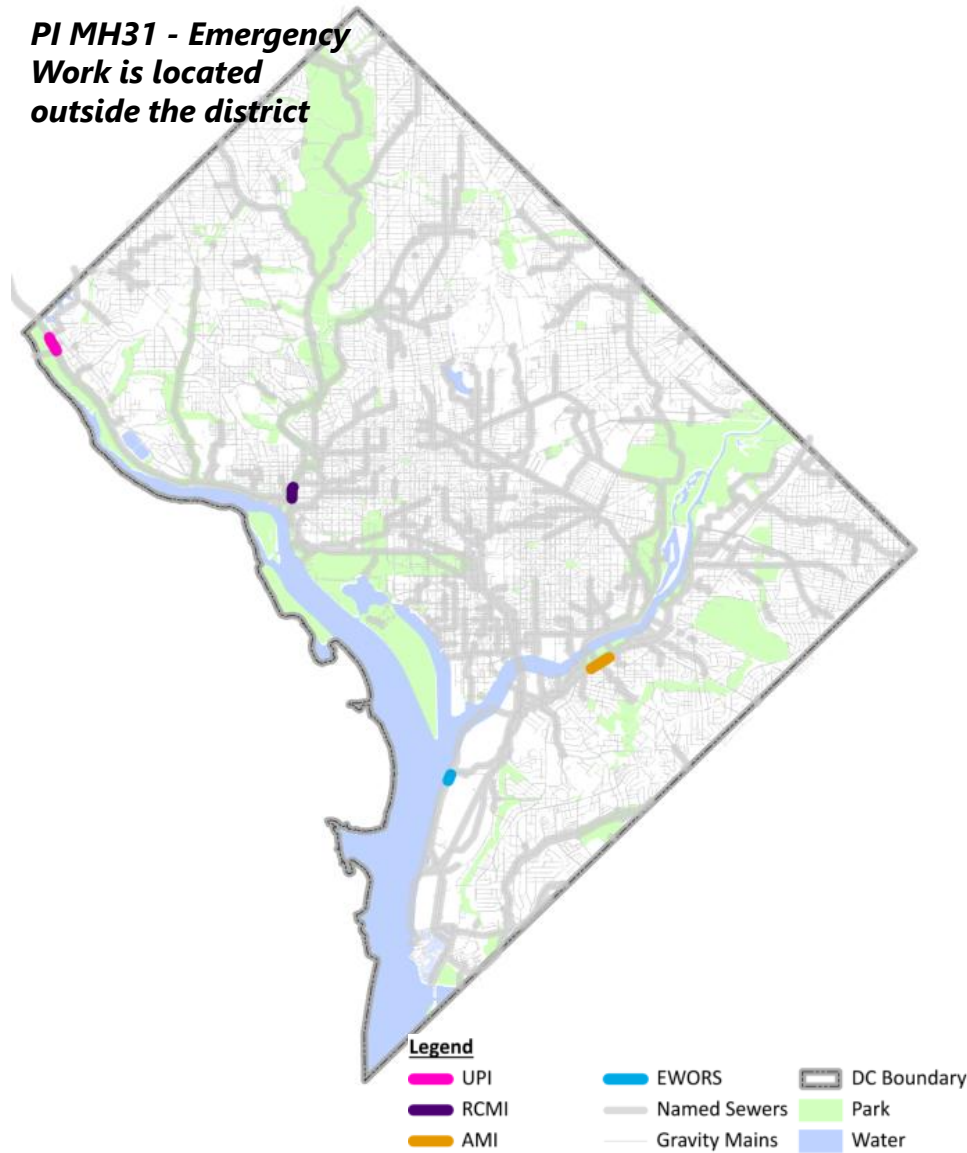 PI MH31 - Emergency
Work is located
outside the district
Legend
UPI
EWORS
DC Boundary
RCMI
Named Sewers
Park
AMI
Gravity Mains
Water